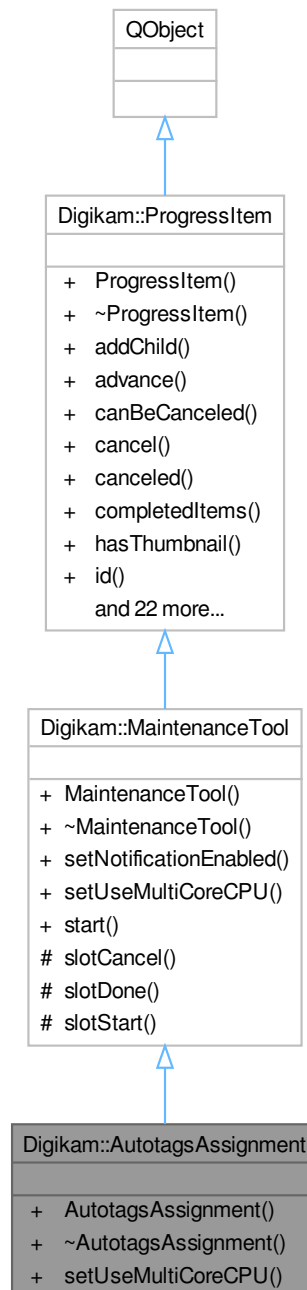 QObject
Digikam::ProgressItem
+ ProgressItem()
+ ~ProgressItem()
+ addChild()
+ advance()
+ canBeCanceled()
+ cancel()
+ canceled()
+ completedItems()
+ hasThumbnail()
+ id()
and 22 more...
Digikam::MaintenanceTool
+ MaintenanceTool()
+ ~MaintenanceTool()
+ setNotificationEnabled()
+ setUseMultiCoreCPU()
+ start()
# slotCancel()
# slotDone()
# slotStart()
Digikam::AutotagsAssignment
+ AutotagsAssignment()
+ ~AutotagsAssignment()
+ setUseMultiCoreCPU()